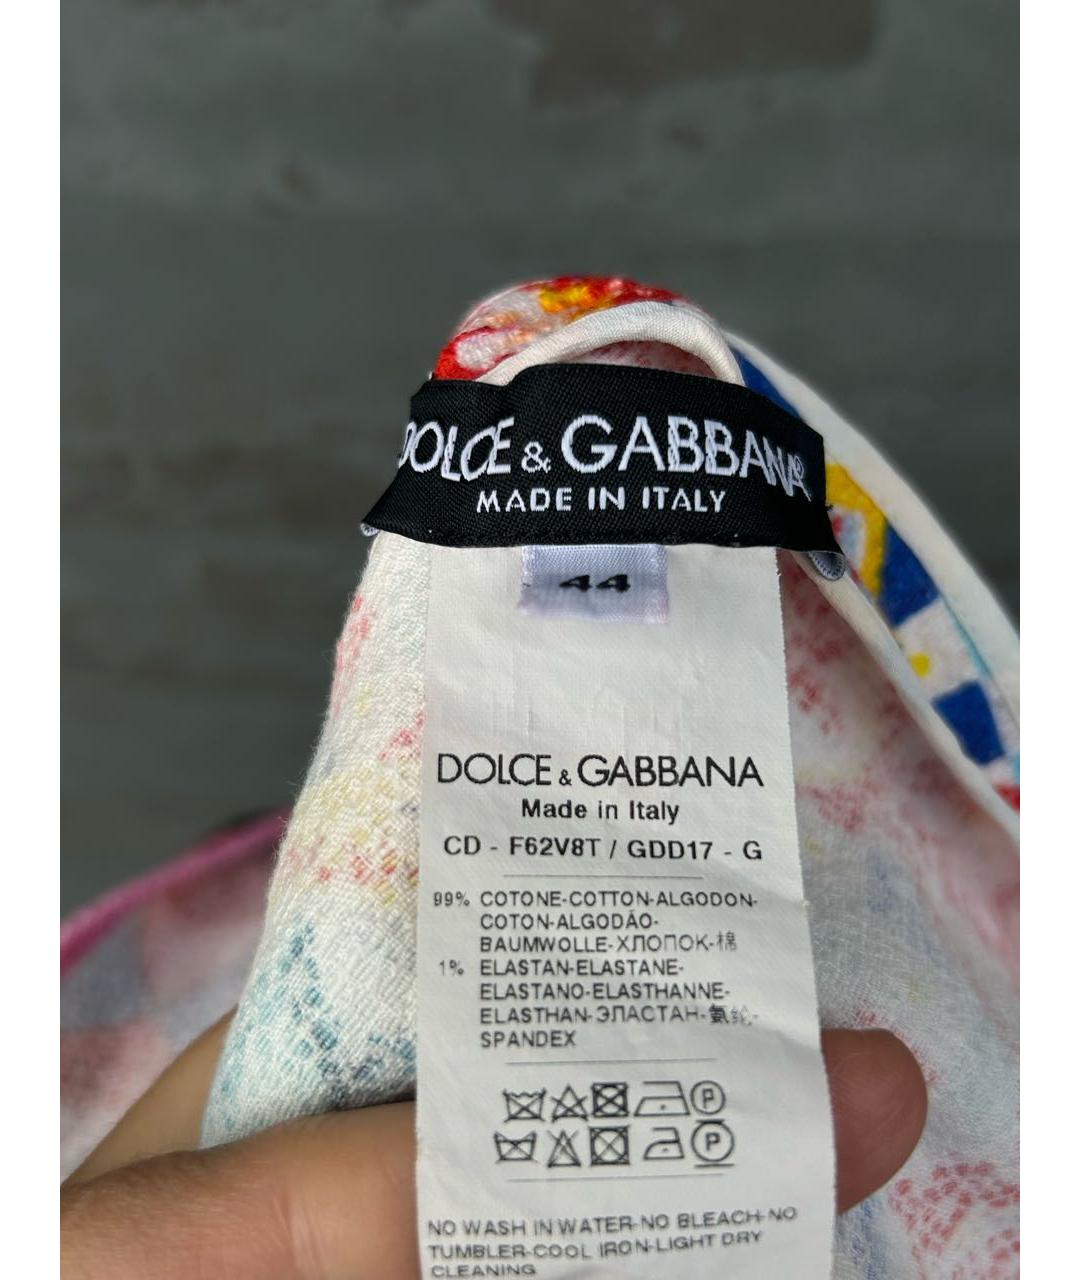 DOLCE & GABBANA®
MADE IN ITALY
44
DOLCE & GABBANA
Made in Italy
CD - F62V8T / GDD17 - G
99% COTONE-COTTON-ALGODON-
COTON-ALGODÃO-
BAUMWOLLE-ХЛОПОК-棉
1% ELASTAN-ELASTANE-
ELASTANO-ELASTHANNE-
ELASTHAN-ЭЛАСТАН-氨纶-
SPANDEX
P
P
NO WASH IN WATER-NO BLEACH-NO
TUMBLER-COOL IRON-LIGHT DRY
CLEANING